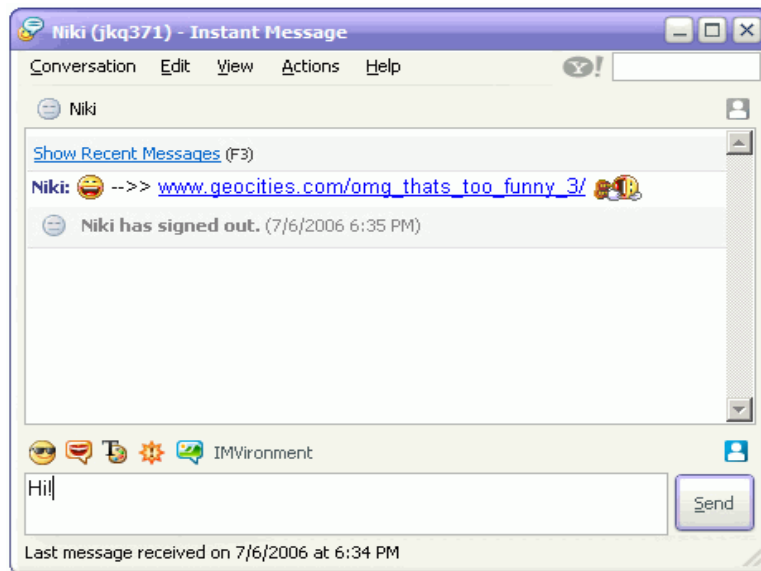 Niki (jkq371) - Instant Message
Conversation Edit View Actions Help Y!
Niki
Show Recent Messages (F3)
Niki: -->> www.geocities.com/omg_thats_too_funny_3/
Niki has signed out. (7/6/2006 6:35 PM)
IMVironment
Hi!
Send
Last message received on 7/6/2006 at 6:34 PM